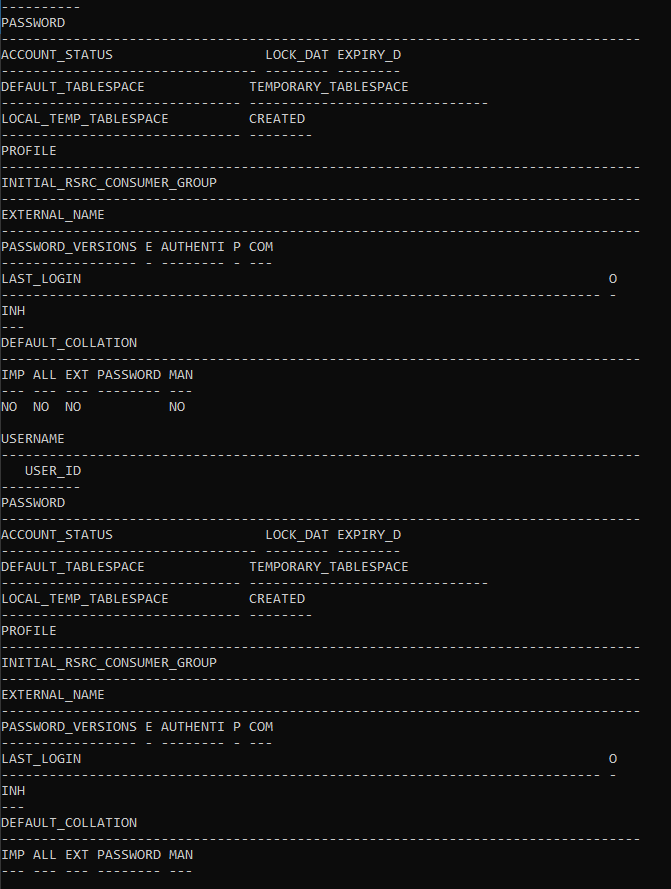 ----------
PASSWORD
--------------------------------------------------------------------------------
ACCOUNT_STATUS                   LOCK_DAT EXPIRY_D
-------------------------------- -------- --------
DEFAULT_TABLESPACE             TEMPORARY_TABLESPACE
------------------------------ ------------------------------
LOCAL_TEMP_TABLESPACE          CREATED
------------------------------ --------
PROFILE
--------------------------------------------------------------------------------
INITIAL_RSRC_CONSUMER_GROUP
--------------------------------------------------------------------------------
EXTERNAL_NAME
--------------------------------------------------------------------------------
PASSWORD_VERSIONS E AUTHENTI P COM
----------------- - -------- - ---
LAST_LOGIN                                                                  O
--------------------------------------------------------------------------- -
INH
---
DEFAULT_COLLATION
--------------------------------------------------------------------------------
IMP ALL EXT PASSWORD MAN
--- --- --- -------- ---
NO  NO  NO           NO

USERNAME
--------------------------------------------------------------------------------
   USER_ID
----------
PASSWORD
--------------------------------------------------------------------------------
ACCOUNT_STATUS                   LOCK_DAT EXPIRY_D
-------------------------------- -------- --------
DEFAULT_TABLESPACE             TEMPORARY_TABLESPACE
------------------------------ ------------------------------
LOCAL_TEMP_TABLESPACE          CREATED
------------------------------ --------
PROFILE
--------------------------------------------------------------------------------
INITIAL_RSRC_CONSUMER_GROUP
--------------------------------------------------------------------------------
EXTERNAL_NAME
--------------------------------------------------------------------------------
PASSWORD_VERSIONS E AUTHENTI P COM
----------------- - -------- - ---
LAST_LOGIN                                                                  O
--------------------------------------------------------------------------- -
INH
---
DEFAULT_COLLATION
--------------------------------------------------------------------------------
IMP ALL EXT PASSWORD MAN
--- --- --- -------- ---